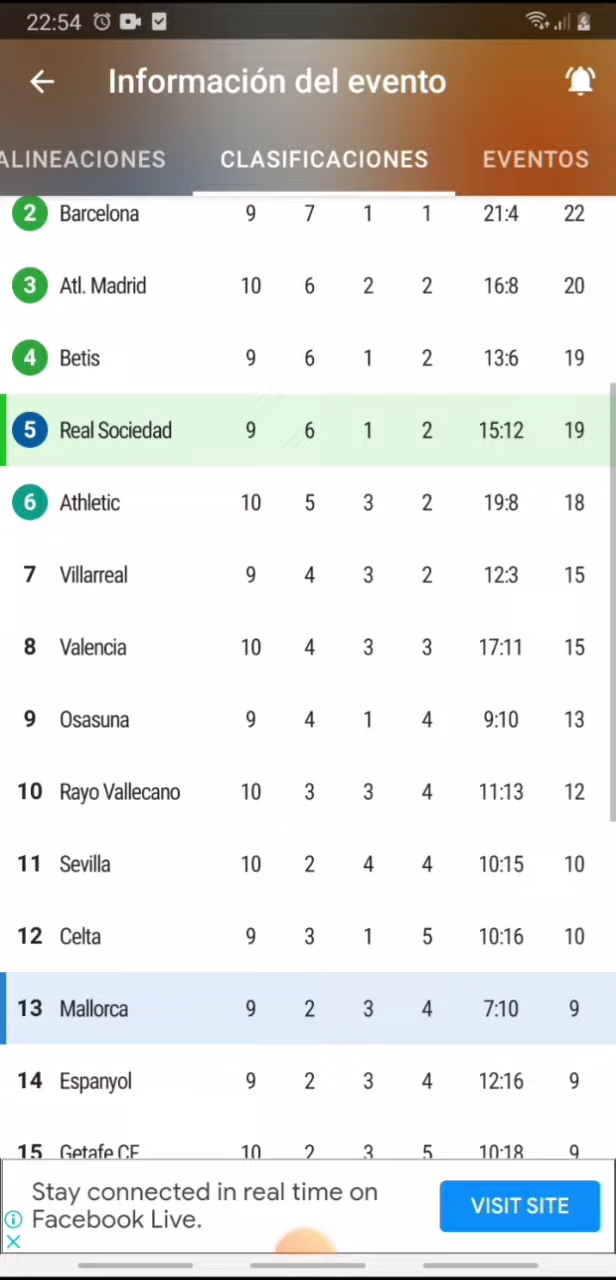 22:54
Información del evento
ALINEACIONES CLASIFICACIONES EVENTOS
2 Barcelona 9 7 1 1 21:4 22
3 Atl. Madrid 10 6 2 2 16:8 20
4 Betis 9 6 1 2 13:6 19
5 Real Sociedad 9 6 1 2 15:12 19
6 Athletic 10 5 3 2 19:8 18
7 Villarreal 9 4 3 2 12:3 15
8 Valencia 10 4 3 3 17:11 15
9 Osasuna 9 4 1 4 9:10 13
10 Rayo Vallecano 10 3 3 4 11:13 12
11 Sevilla 10 2 4 4 10:15 10
12 Celta 9 3 1 5 10:16 10
13 Mallorca 9 2 3 4 7:10 9
14 Espanyol 9 2 3 4 12:16 9
15 Getafe CF 10 2 3 5 10:18 9
Stay connected in real time on
Facebook Live.
VISIT SITE